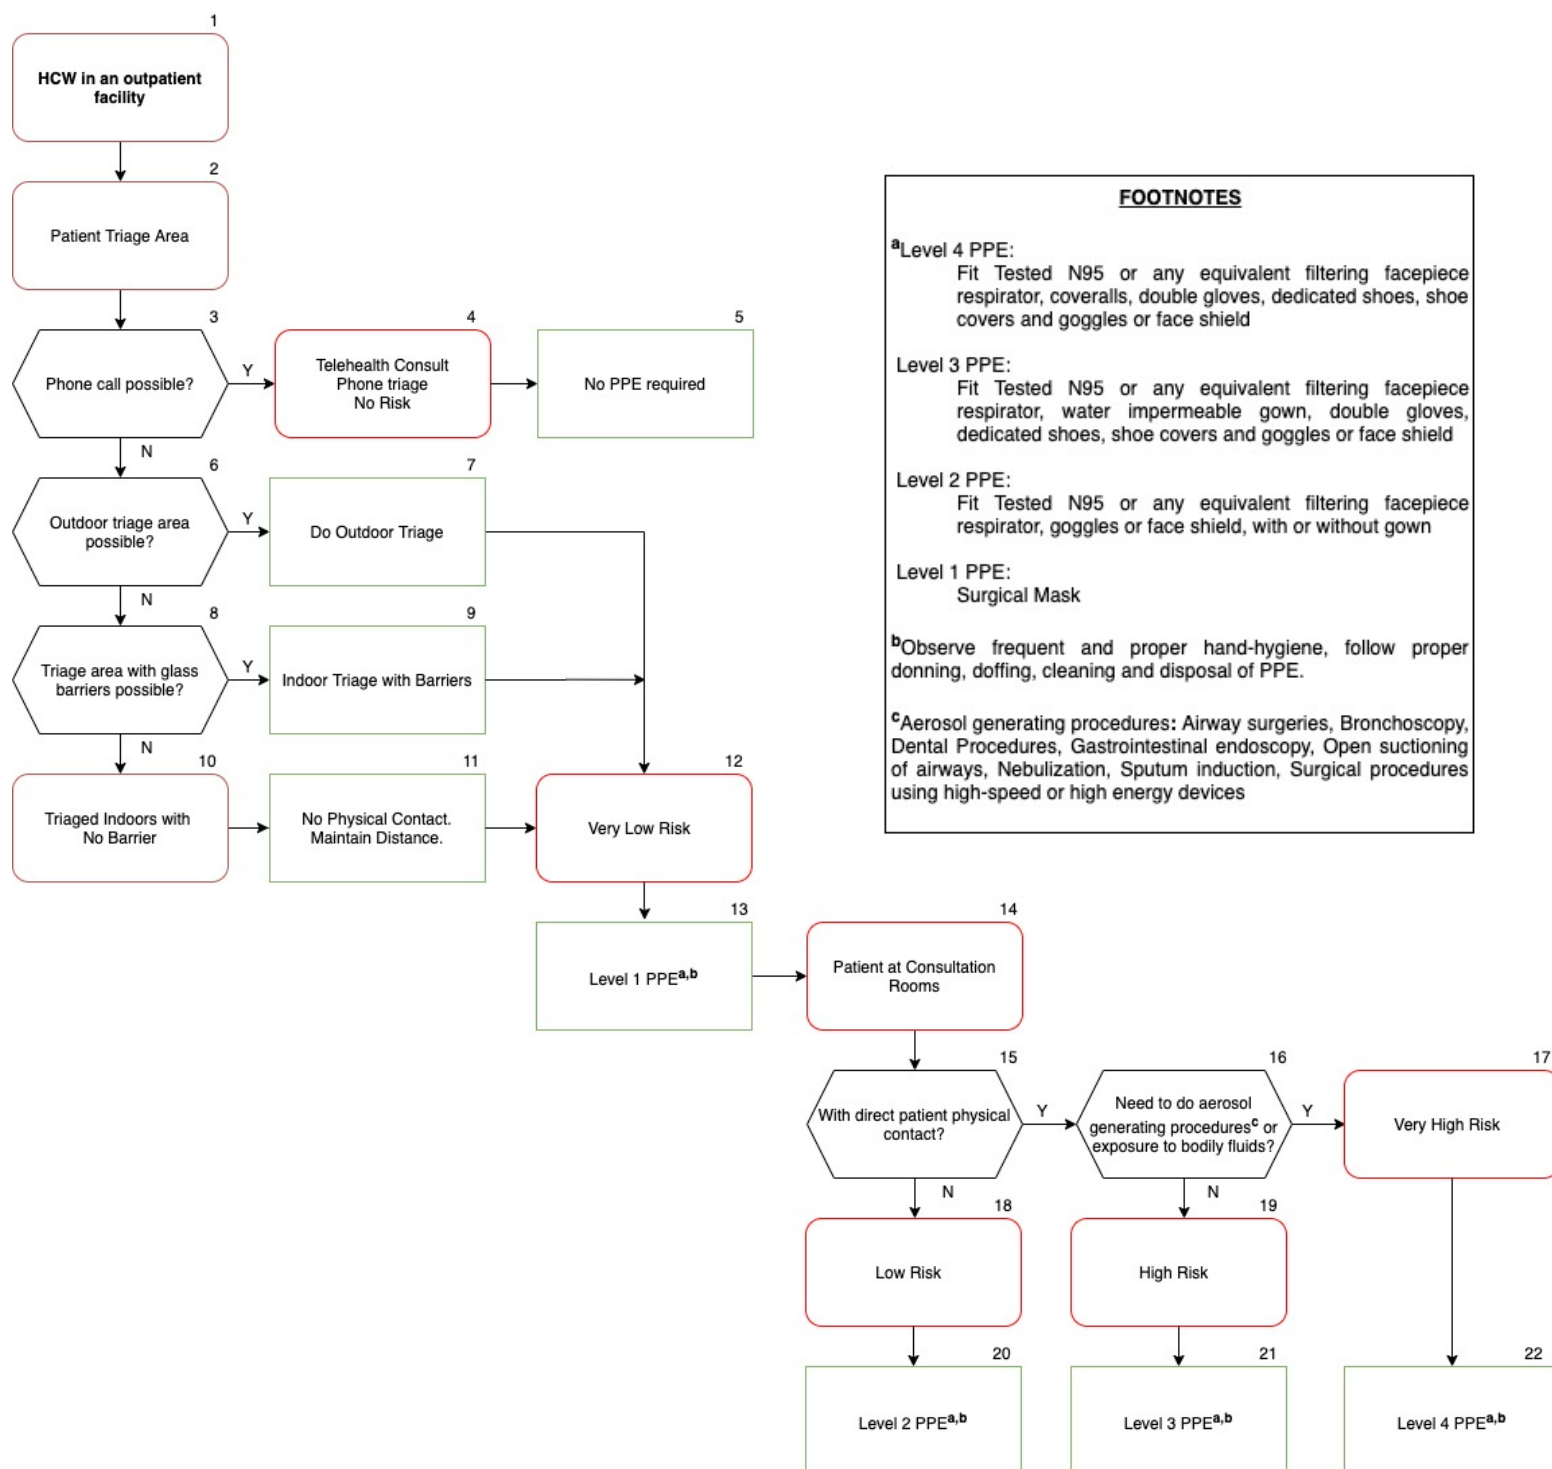 1
HCW in an outpatient
facility
2
Patient Triage Area
3
Phone call possible?
Y
N
4
Telehealth Consult
Phone triage
No Risk
5
No PPE required
6
Outdoor triage area
possible?
Y
N
7
Do Outdoor Triage
8
Triage area with glass
barriers possible?
Y
N
9
Indoor Triage with Barriers
10
Triaged Indoors with
No Barrier
11
No Physical Contact.
Maintain Distance.
12
Very Low Risk
13
Level 1 PPEa,b
14
Patient at Consultation
Rooms
15
With direct patient physical
contact?
Y
N
16
Need to do aerosol
generating proceduresc or
exposure to bodily fluids?
Y
N
17
Very High Risk
18
Low Risk
19
High Risk
20
Level 2 PPEa,b
21
Level 3 PPEa,b
22
Level 4 PPEa,b
FOOTNOTES
aLevel 4 PPE:
Fit Tested N95 or any equivalent filtering facepiece
respirator, coveralls, double gloves, dedicated shoes, shoe
covers and goggles or face shield
Level 3 PPE:
Fit Tested N95 or any equivalent filtering facepiece
respirator, water impermeable gown, double gloves,
dedicated shoes, shoe covers and goggles or face shield
Level 2 PPE:
Fit Tested N95 or any equivalent filtering facepiece
respirator, goggles or face shield, with or without gown
Level 1 PPE:
Surgical Mask
bObserve frequent and proper hand-hygiene, follow proper
donning, doffing, cleaning and disposal of PPE.
cAerosol generating procedures: Airway surgeries, Bronchoscopy,
Dental Procedures, Gastrointestinal endoscopy, Open suctioning
of airways, Nebulization, Sputum induction, Surgical procedures
using high-speed or high energy devices